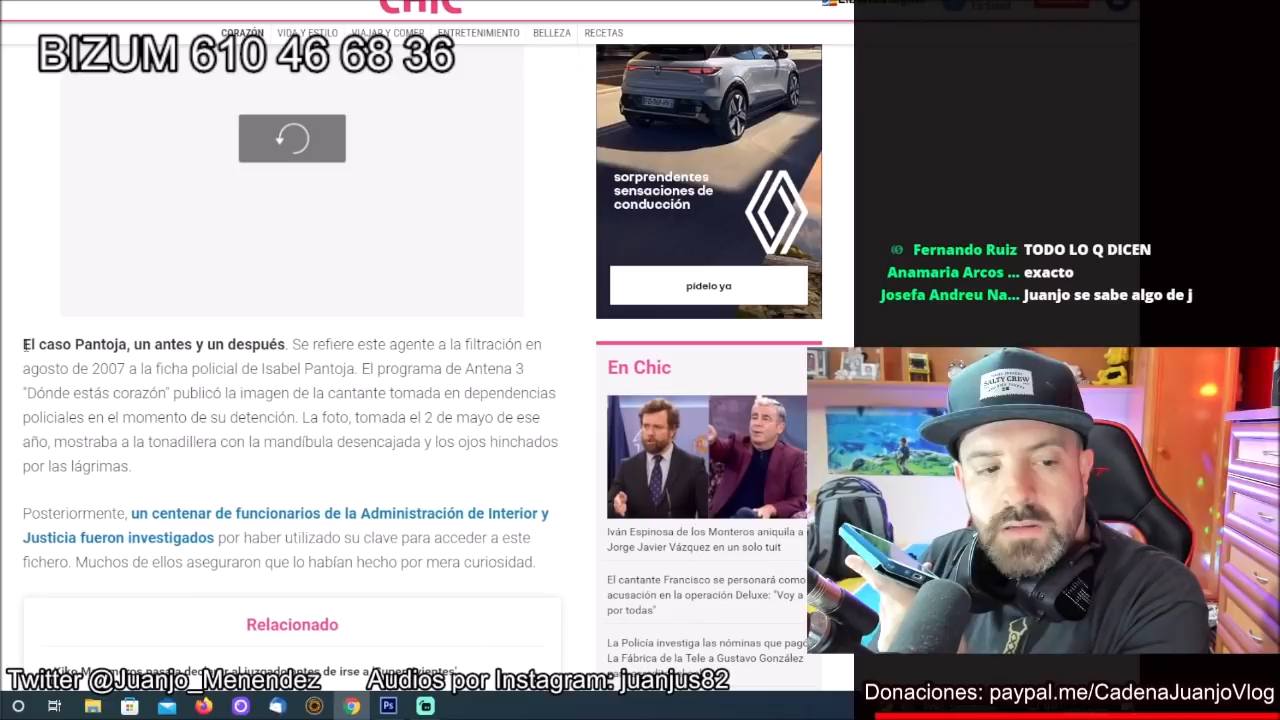 CHIC
CORAZÓN VIDA Y ESTILO VIAJAR Y COMER ENTRETENIMIENTO BELLEZA RECETAS
BIZUM 610 46 68 36
sorprendentes
sensaciones de
conducción
pídelo ya
El caso Pantoja, un antes y un después. Se refiere este agente a la filtración en
agosto de 2007 a la ficha policial de Isabel Pantoja. El programa de Antena 3
"Dónde estás corazón" publicó la imagen de la cantante tomada en dependencias
policiales en el momento de su detención. La foto, tomada el 2 de mayo de ese
año, mostraba a la tonadillera con la mandíbula desencajada y los ojos hinchados
por las lágrimas.
Posteriormente, un centenar de funcionarios de la Administración de Interior y
Justicia fueron investigados por haber utilizado su clave para acceder a este
fichero. Muchos de ellos aseguraron que lo habían hecho por mera curiosidad.
Relacionado
En Chic
Iván Espinosa de los Monteros aniquila a
Jorge Javier Vázquez en un solo tuit
El cantante Francisco se personará como
acusación en la operación Deluxe: "Voy a
por todas"
La Policía investiga las nóminas que pagó
La Fábrica de la Tele a Gustavo González
Fernando Ruiz TODO LO Q DICEN
Anamaria Arcos ... exacto
Josefa Andreu Na... Juanjo se sabe algo de j
SALTY CREW
Twitter @Juanjo_Menendez Audios por Instagram: juanjus82
Donaciones: paypal.me/CadenaJuanjoVlog